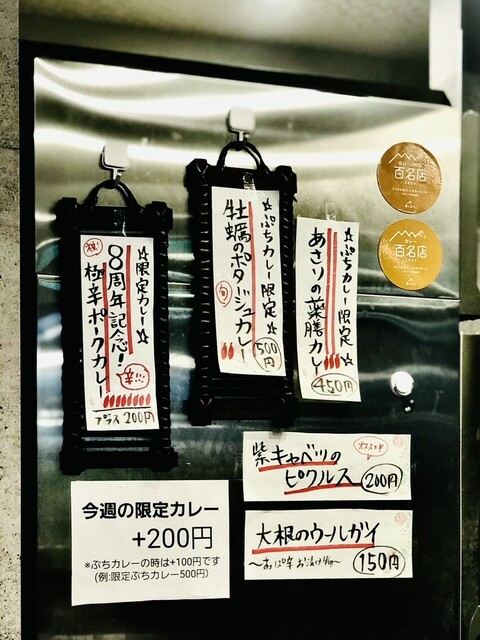 ☆限定カレー☆
祝!
8周年記念!
辛…
極辛ポークカレー
プラス200円
☆ぷちカレー限定☆
牡蠣のポタージュカレー
旬
500円
☆ぷちカレー限定☆
あさりの薬膳カレー
450円
百名店
百名店
紫キャベツの
ピクルス
オススメ
200円
大根のウールガイ
150円
今週の限定カレー
+200円
※ぷちカレーの時は+100円です
(例:限定ぷちカレー500円)